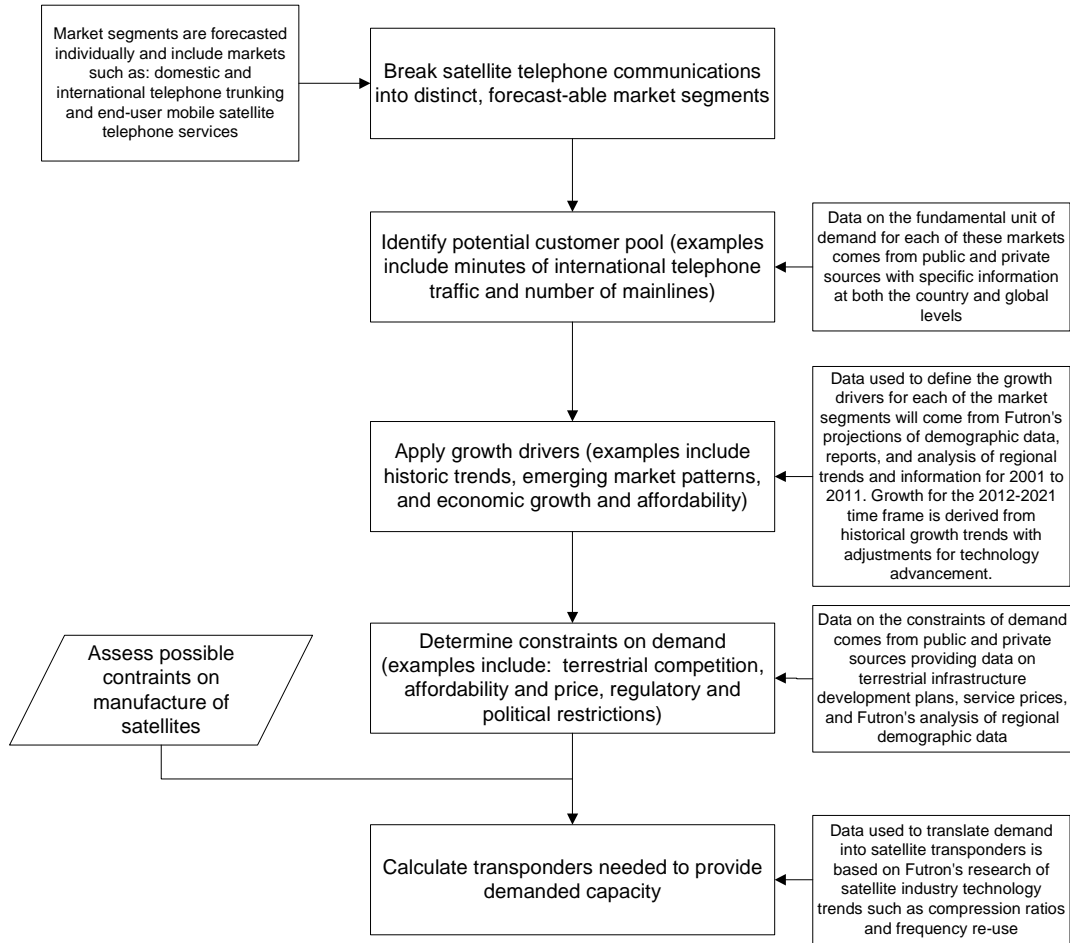 Market segments are forecasted
individually and include markets
such as: domestic and
international telephone trunking
and end-user mobile satellite
telephone services
Break satellite telephone communications
into distinct, forecast-able market segments
Identify potential customer pool (examples
include minutes of international telephone
traffic and number of mainlines)
Data on the fundamental unit of
demand for each of these markets
comes from public and private
sources with specific information
at both the country and global
levels
Apply growth drivers (examples include
historic trends, emerging market patterns,
and economic growth and affordability)
Data used to define the growth
drivers for each of the market
segments will come from Futron's
projections of demographic data,
reports, and analysis of regional
trends and information for 2001 to
2011. Growth for the 2012-2021
time frame is derived from
historical growth trends with
adjustments for technology
advancement.
Assess possible
contraints on
manufacture of
satellites
Determine constraints on demand
(examples include:  terrestrial competition,
affordability and price, regulatory and
political restrictions)
Data on the constraints of demand
comes from public and private
sources providing data on
terrestrial infrastructure
development plans, service prices,
and Futron's analysis of regional
demographic data
Calculate transponders needed to provide
demanded capacity
Data used to translate demand
into satellite transponders is
based on Futron's research of
satellite industry technology
trends such as compression ratios
and frequency re-use